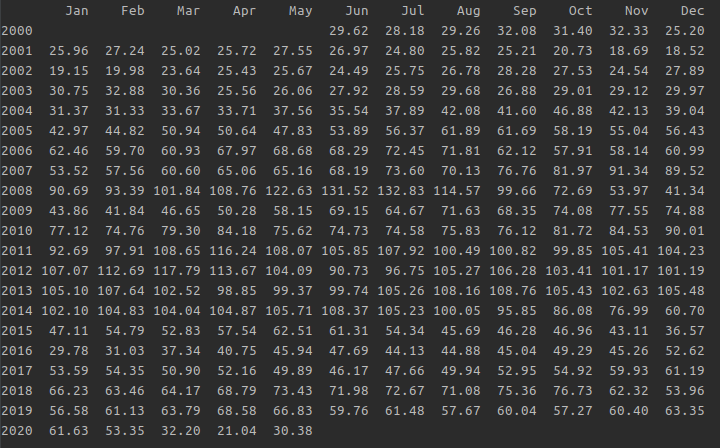 Jan Feb Mar Apr May Jun Jul Aug Sep Oct Nov Dec
2000 29.62 28.18 29.26 32.08 31.40 32.33 25.20
2001 25.96 27.24 25.02 25.72 27.55 26.97 24.80 25.82 25.21 20.73 18.69 18.52
2002 19.15 19.98 23.64 25.43 25.67 24.49 25.75 26.78 28.28 27.53 24.54 27.89
2003 30.75 32.88 30.36 25.56 26.06 27.92 28.59 29.68 26.88 29.01 29.12 29.97
2004 31.37 31.33 33.67 33.71 37.56 35.54 37.89 42.08 41.60 46.88 42.13 39.04
2005 42.97 44.82 50.94 50.64 47.83 53.89 56.37 61.89 61.69 58.19 55.04 56.43
2006 62.46 59.70 60.93 67.97 68.68 68.29 72.45 71.81 62.12 57.91 58.14 60.99
2007 53.52 57.56 60.60 65.06 65.16 68.19 73.60 70.13 76.76 81.97 91.34 89.52
2008 90.69 93.39 101.84 108.76 122.63 131.52 132.83 114.57 99.66 72.69 53.97 41.34
2009 43.86 41.84 46.65 50.28 58.15 69.15 64.67 71.63 68.35 74.08 77.55 74.88
2010 77.12 74.76 79.30 84.18 75.62 74.73 74.58 75.83 76.12 81.72 84.53 90.01
2011 92.69 97.91 108.65 116.24 108.07 105.85 107.92 100.49 100.82 99.85 105.41 104.23
2012 107.07 112.69 117.79 113.67 104.09 90.73 96.75 105.27 106.28 103.41 101.17 101.19
2013 105.10 107.64 102.52 98.85 99.37 99.74 105.26 108.16 108.76 105.43 102.63 105.48
2014 102.10 104.83 104.04 104.87 105.71 108.37 105.23 100.05 95.85 86.08 76.99 60.70
2015 47.11 54.79 52.83 57.54 62.51 61.31 54.34 45.69 46.28 46.96 43.11 36.57
2016 29.78 31.03 37.34 40.75 45.94 47.69 44.13 44.88 45.04 49.29 45.26 52.62
2017 53.59 54.35 50.90 52.16 49.89 46.17 47.66 49.94 52.95 54.92 59.93 61.19
2018 66.23 63.46 64.17 68.79 73.43 71.98 72.67 71.08 75.36 76.73 62.32 53.96
2019 56.58 61.13 63.79 68.58 66.83 59.76 61.48 57.67 60.04 57.27 60.40 63.35
2020 61.63 53.35 32.20 21.04 30.38